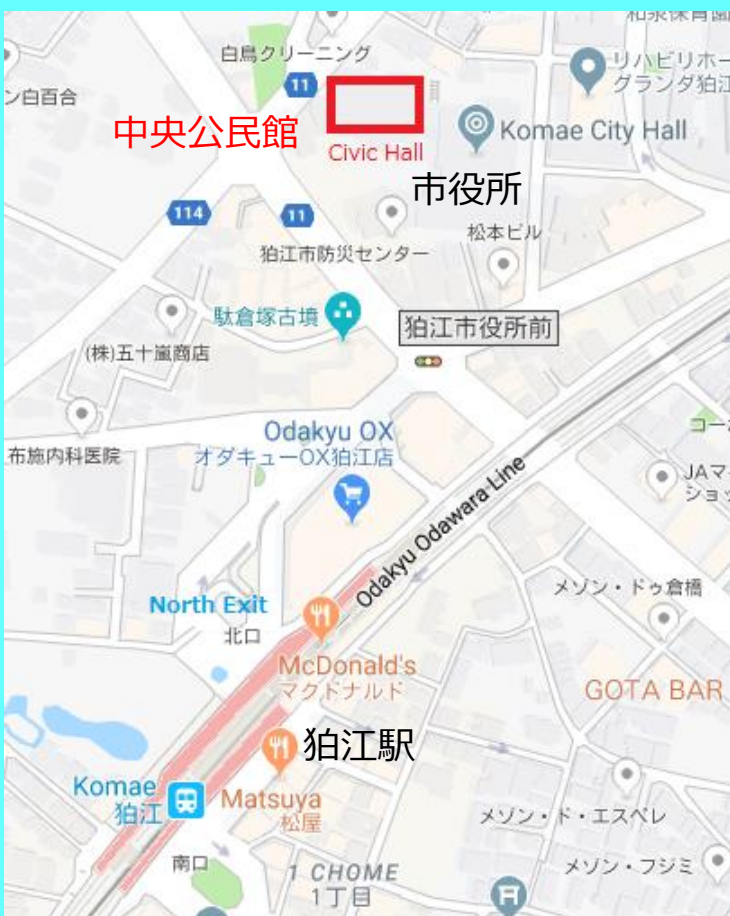 白鳥クリーニング
ン白百合
11
リハビリホー
グランダ狛江
中央公民館
Civic Hall
Komae City Hall
市役所
114
11
松本ビル
狛江市防災センター
駄倉塚古墳
狛江市役所前
(株)五十嵐商店
Odakyu OX
オダキューOX狛江店
布施内科医院
コーポ
JAマ
ショッ
Odakyu Odawara Line
North Exit
北口
メゾン・ドゥ倉橋
McDonald's
マクドナルド
GOTA BAR
狛江駅
Komae
狛江
Matsuya
松屋
メゾン・ド・エスペレ
南口
1 CHOME
1丁目
メゾン・フジミ